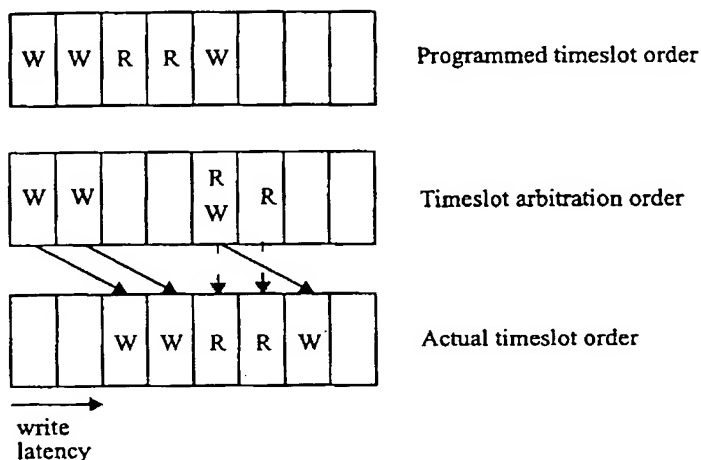 W W R R W Programmed timeslot order
R
W W W R Timeslot arbitration order
W W R R W Actual timeslot order
write
latency